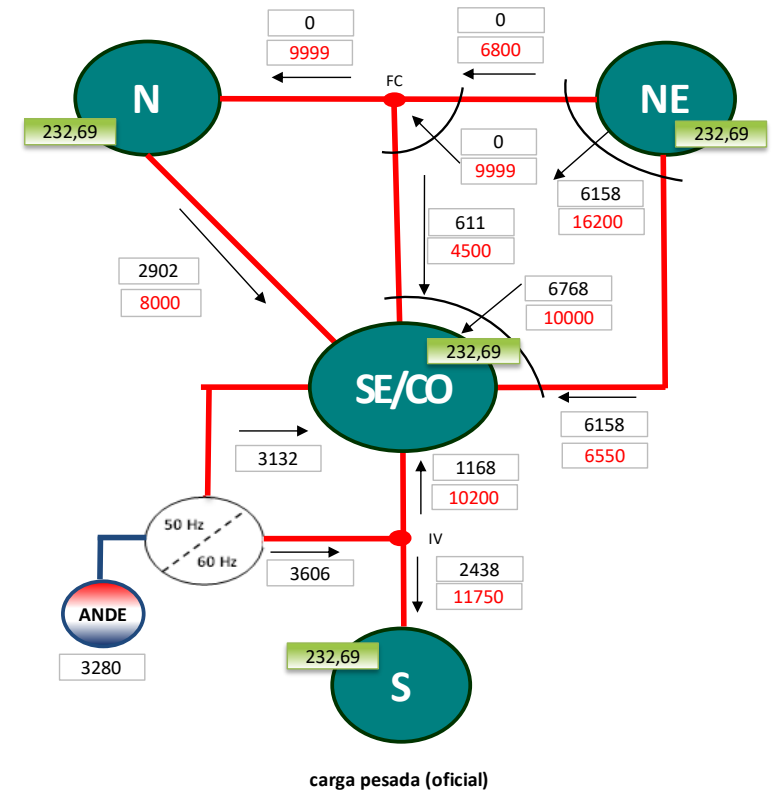 0
9999
0
6800
FC
N
NE
232,69
232,69
0
9999
6158
16200
611
4500
2902
8000
6768
10000
232,69
SE/CO
6158
6550
3132
1168
10200
50 Hz
60 Hz
IV
3606
2438
11750
ANDE
3280
232,69
S
carga pesada (oficial)